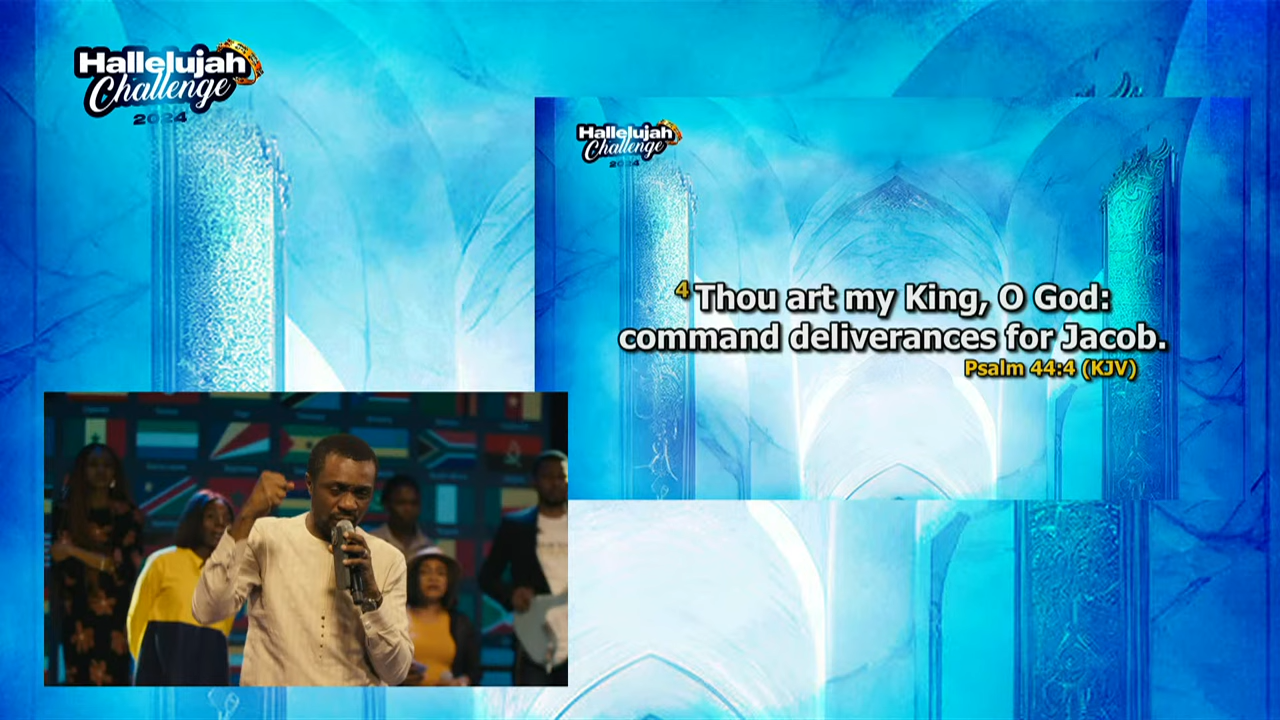 Hallelujah
Challenge
2024
Hallelujah
Challenge
2024
4 Thou art my King, O God:
command deliverances for Jacob.
Psalm 44:4 (KJV)